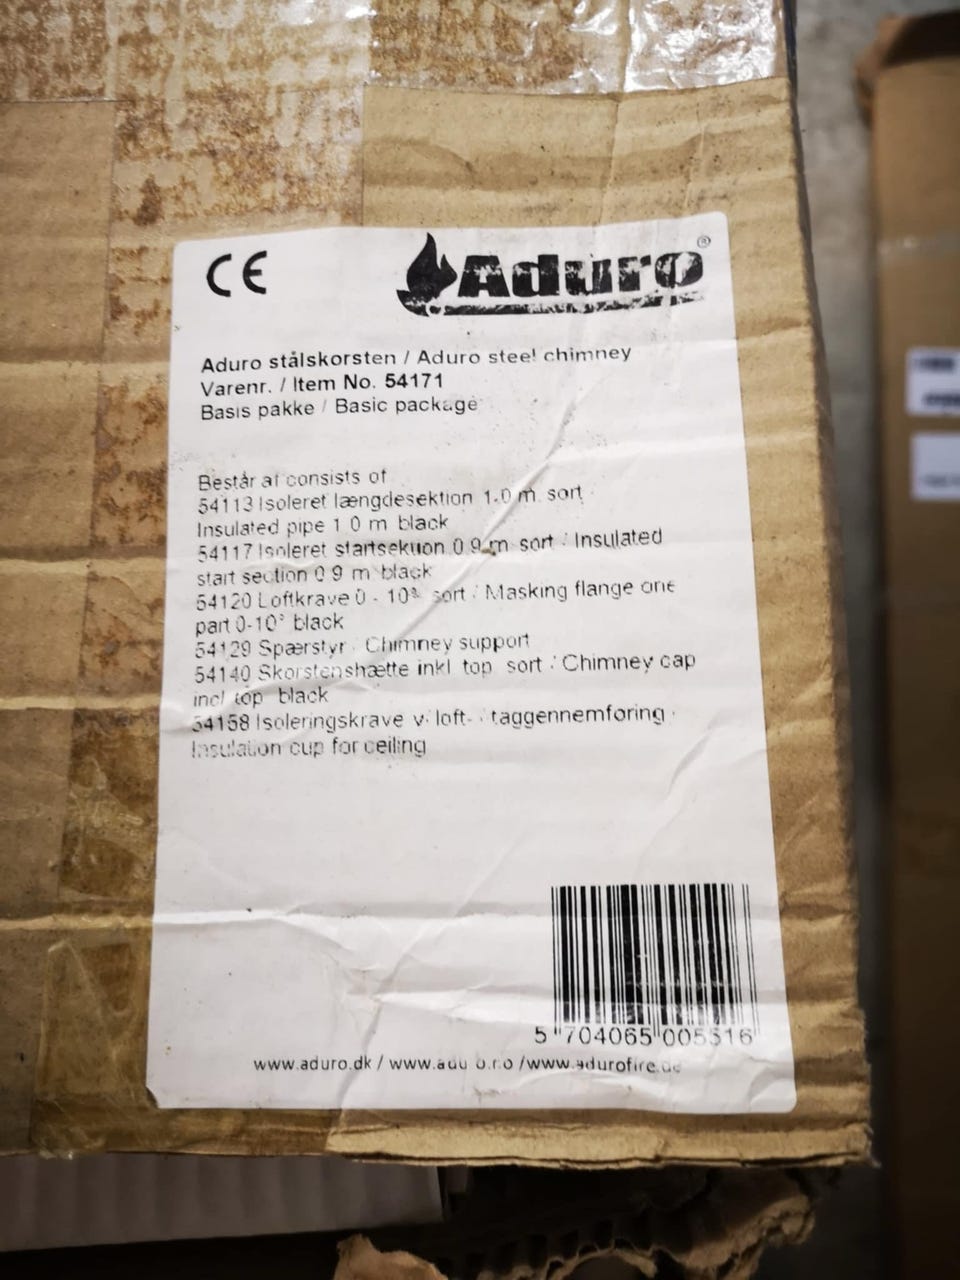 CE
Aduro®
Aduro stålskorsten / Aduro steel chimney
Varenr. / Item No. 54171
Basis pakke / Basic package
Består af consists of
54113 Isoleret længdesektion 1.0 m. sort
Insulated pipe 1.0 m black
54117 Isoleret startsektion 0.9 m sort / Insulated
start section 0.9 m black
54120 Loftkrave 0 - 10° sort / Masking flange one
part 0-10° black
54129 Spærstyr / Chimney support
54140 Skorstenshætte inkl top sort / Chimney cap
incl top black
54158 Isoleringskrave v/ loft- / taggennemføring /
Insulation cup for ceiling
5 704065 005516
www.aduro.dk / www. /www.adurofire.de